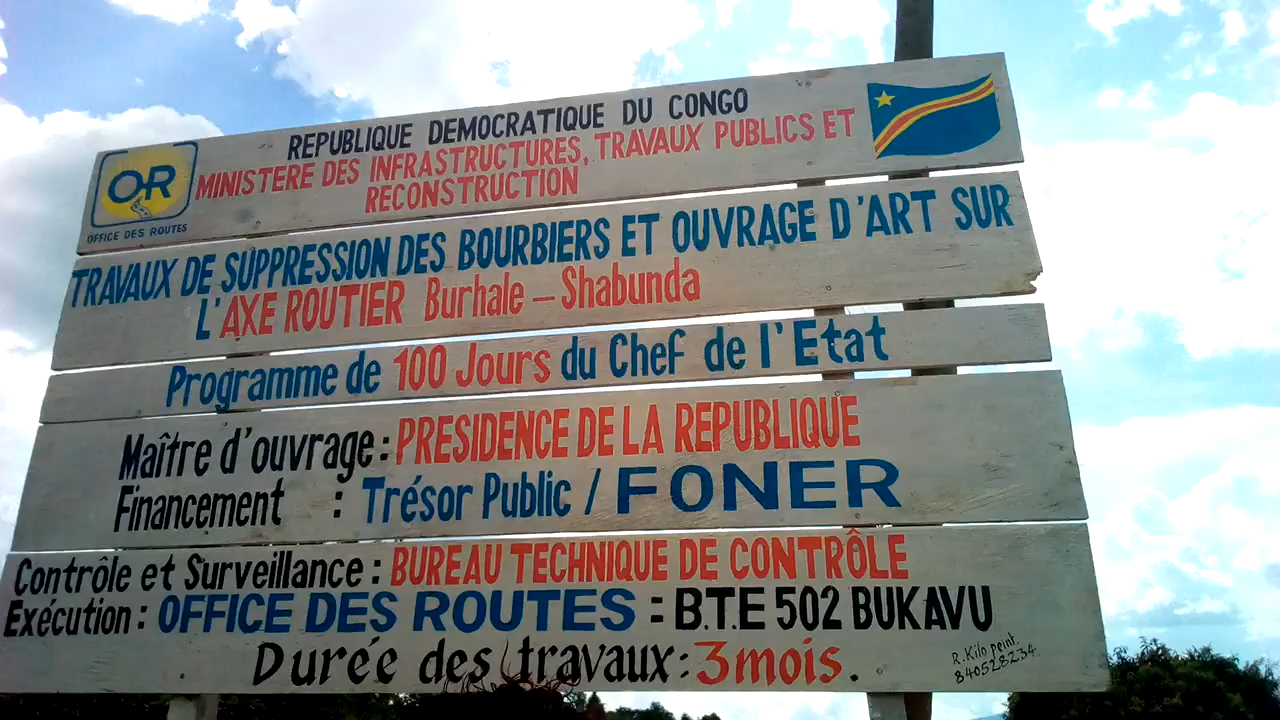 OR
OFFICE DES ROUTES
REPUBLIQUE DEMOCRATIQUE DU CONGO
MINISTERE DES INFRASTRUCTURES, TRAVAUX PUBLICS ET
RECONSTRUCTION
TRAVAUX DE SUPPRESSION DES BOURBIERS ET OUVRAGE D'ART SUR
L'AXE ROUTIER Burhale – Shabunda
Programme de 100 Jours du Chef de l'Etat
Maître d'ouvrage : PRESIDENCE DE LA REPUBLIQUE
Financement : Trésor Public / FONER
Contrôle et Surveillance : BUREAU TECHNIQUE DE CONTRÔLE
Exécution : OFFICE DES ROUTES : B.T.E 502 BUKAVU
Durée des travaux : 3 mois.
R. Kilo peint.
840528234